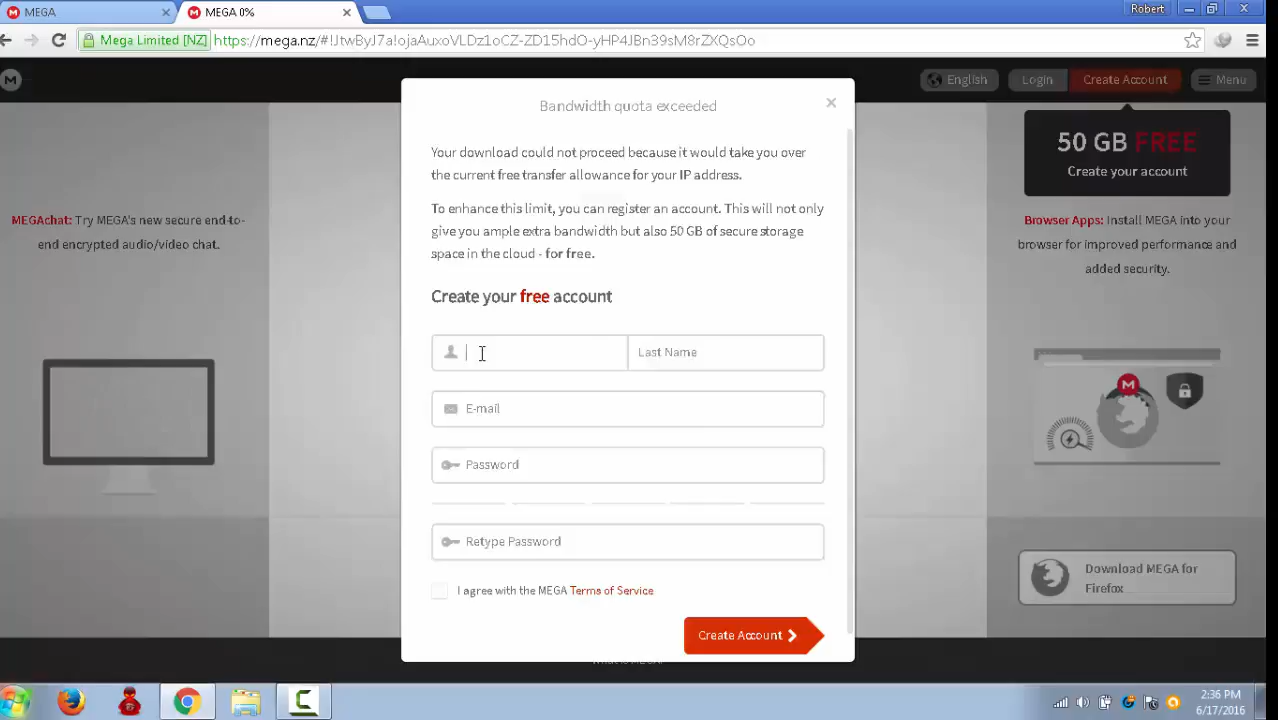 MEGA
MEGA 0%
Robert
Mega Limited [NZ]
https://mega.nz/#!JtwByJ7a!ojaAuxoVLDz1oCZ-ZD15hdO-yHP4JBn39sM8rZXQsOo
M
English
Login
Create Account
Menu
50 GB FREE
Create your account
MEGAchat: Try MEGA's new secure end-to-
end encrypted audio/video chat.
Bandwidth quota exceeded
Your download could not proceed because it would take you over
the current free transfer allowance for your IP address.
To enhance this limit, you can register an account. This will not only
give you ample extra bandwidth but also 50 GB of secure storage
space in the cloud - for free.
Create your free account
Last Name
E-mail
Password
Retype Password
I agree with the MEGA Terms of Service
Create Account
Browser Apps: Install MEGA into your
browser for improved performance and
added security.
M
Download MEGA for
Firefox
2:36 PM
6/17/2016